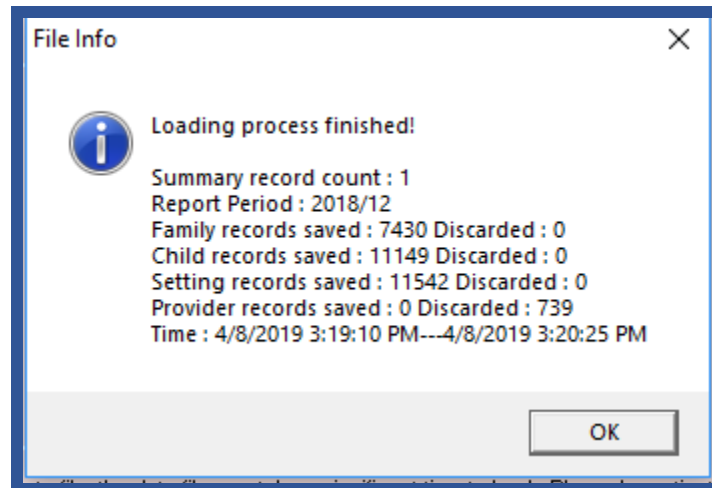 File Info
Loading process finished!
Summary record count : 1
Report Period : 2018/12
Family records saved : 7430 Discarded : 0
Child records saved : 11149 Discarded : 0
Setting records saved : 11542 Discarded : 0
Provider records saved : 0 Discarded : 739
Time : 4/8/2019 3:19:10 PM---4/8/2019 3:20:25 PM
OK